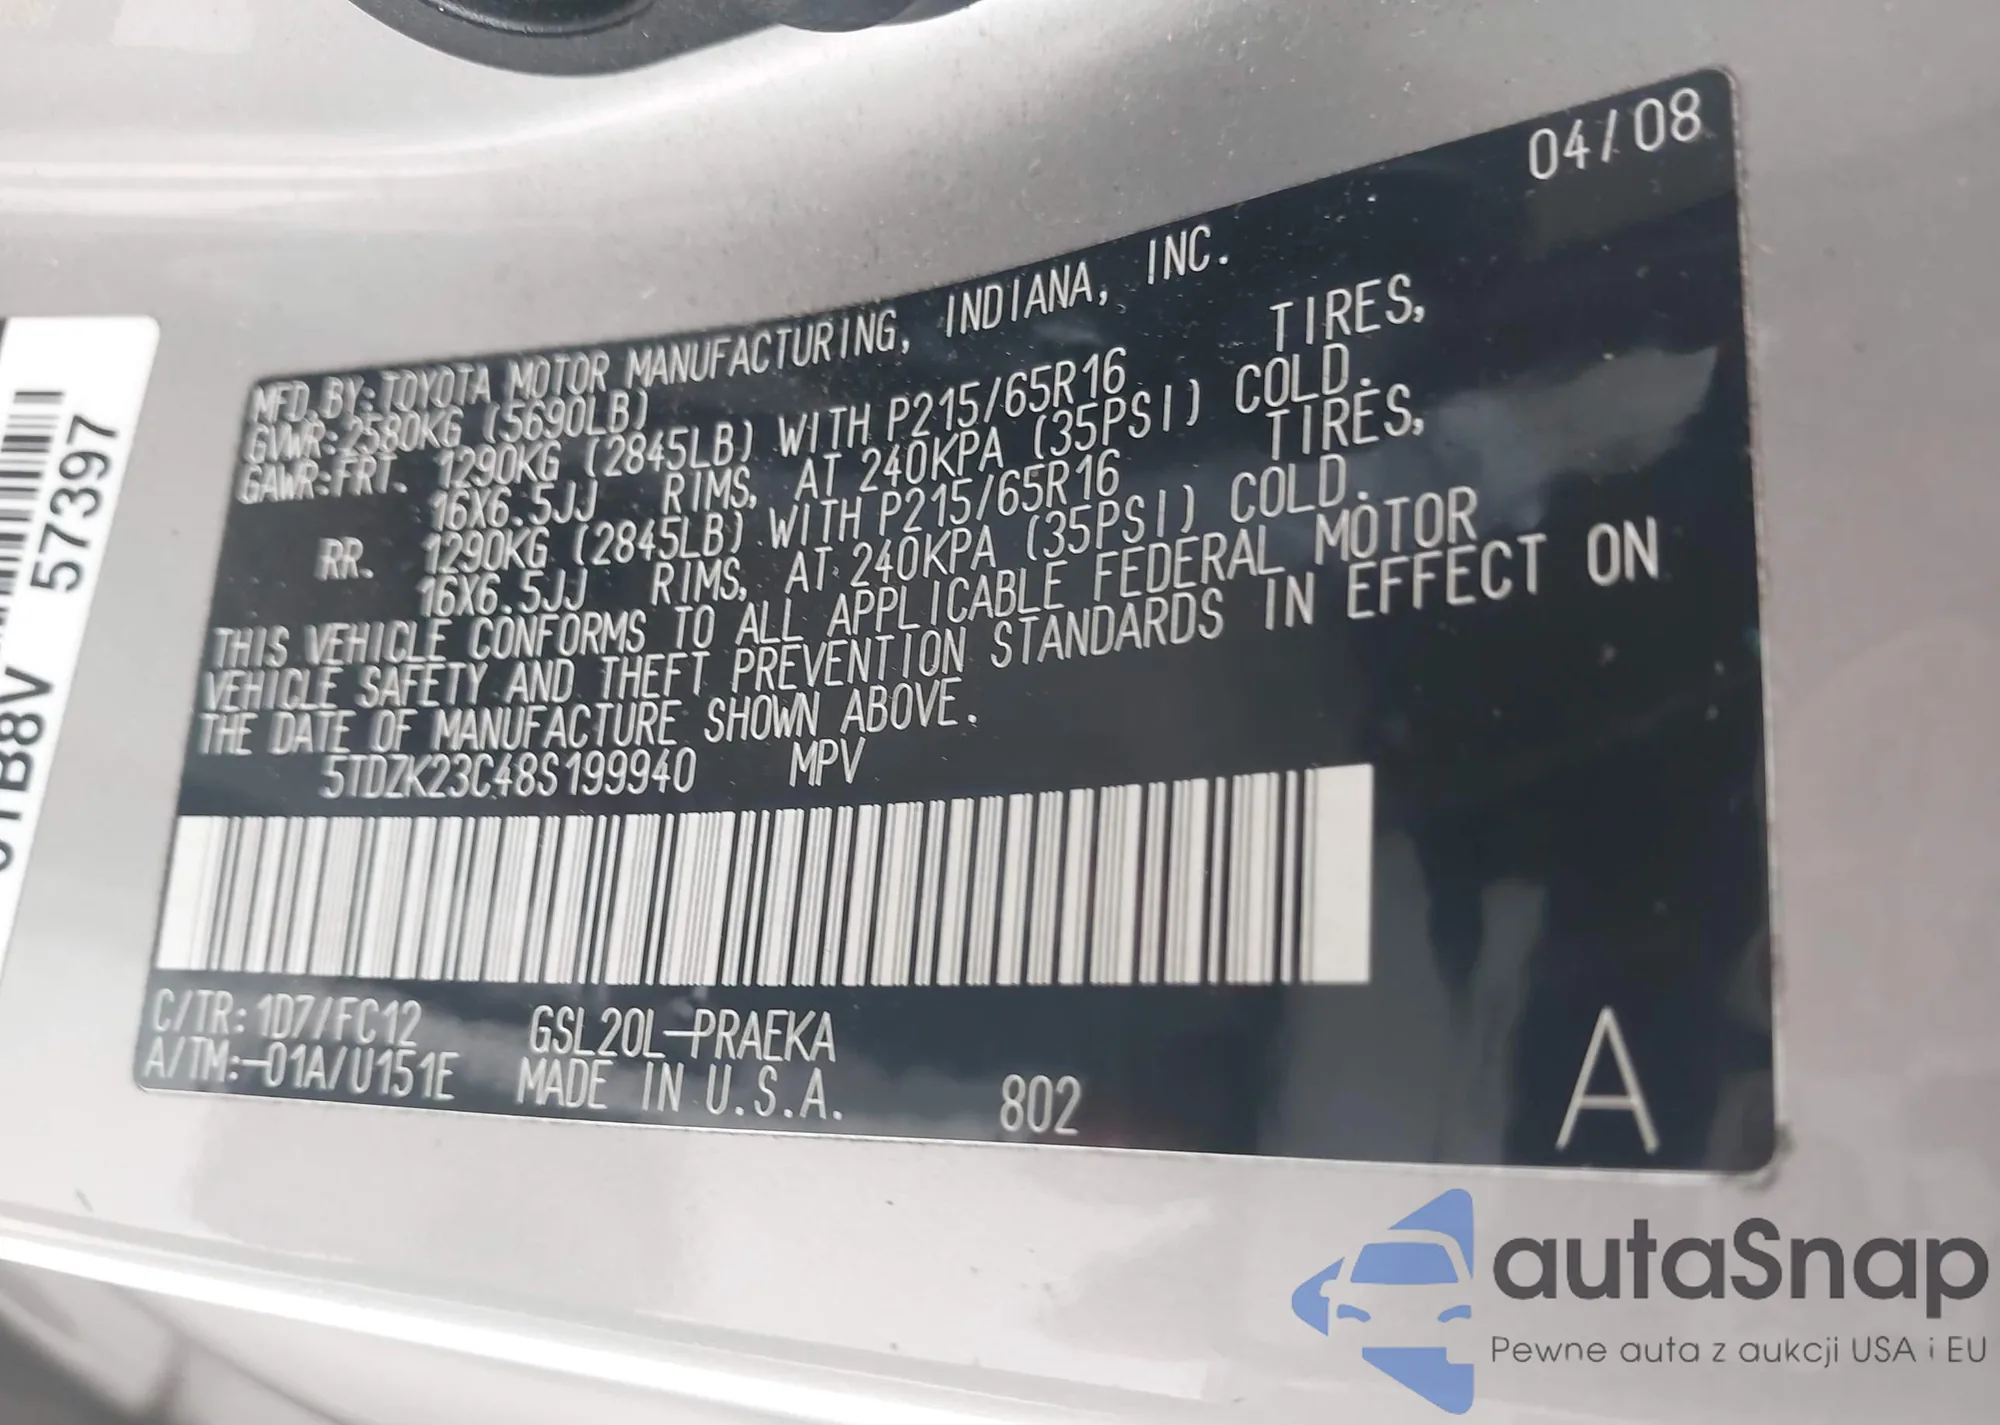 04/08
MFD.BY:TOYOTA MOTOR MANUFACTURING, INDIANA, INC.
GVWR:2580KG (5690LB)
GAWR:FRT. 1290KG (2845LB) WITH P215/65R16 TIRES,
16X6.5JJ RIMS, AT 240KPA (35PSI) COLD.
RR. 1290KG (2845LB) WITH P215/65R16 TIRES,
16X6.5JJ RIMS, AT 240KPA (35PSI) COLD.
THIS VEHICLE CONFORMS TO ALL APPLICABLE FEDERAL MOTOR
VEHICLE SAFETY AND THEFT PREVENTION STANDARDS IN EFFECT ON
THE DATE OF MANUFACTURE SHOWN ABOVE.
5TDZK23C48S199940 MPV
C/TR:1D7/FC12 GSL20L-PRAEKA
A/TM:-01A/U151E MADE IN U.S.A. 802
A
57397
autaSnap
Pewne auta z aukcji USA i EU